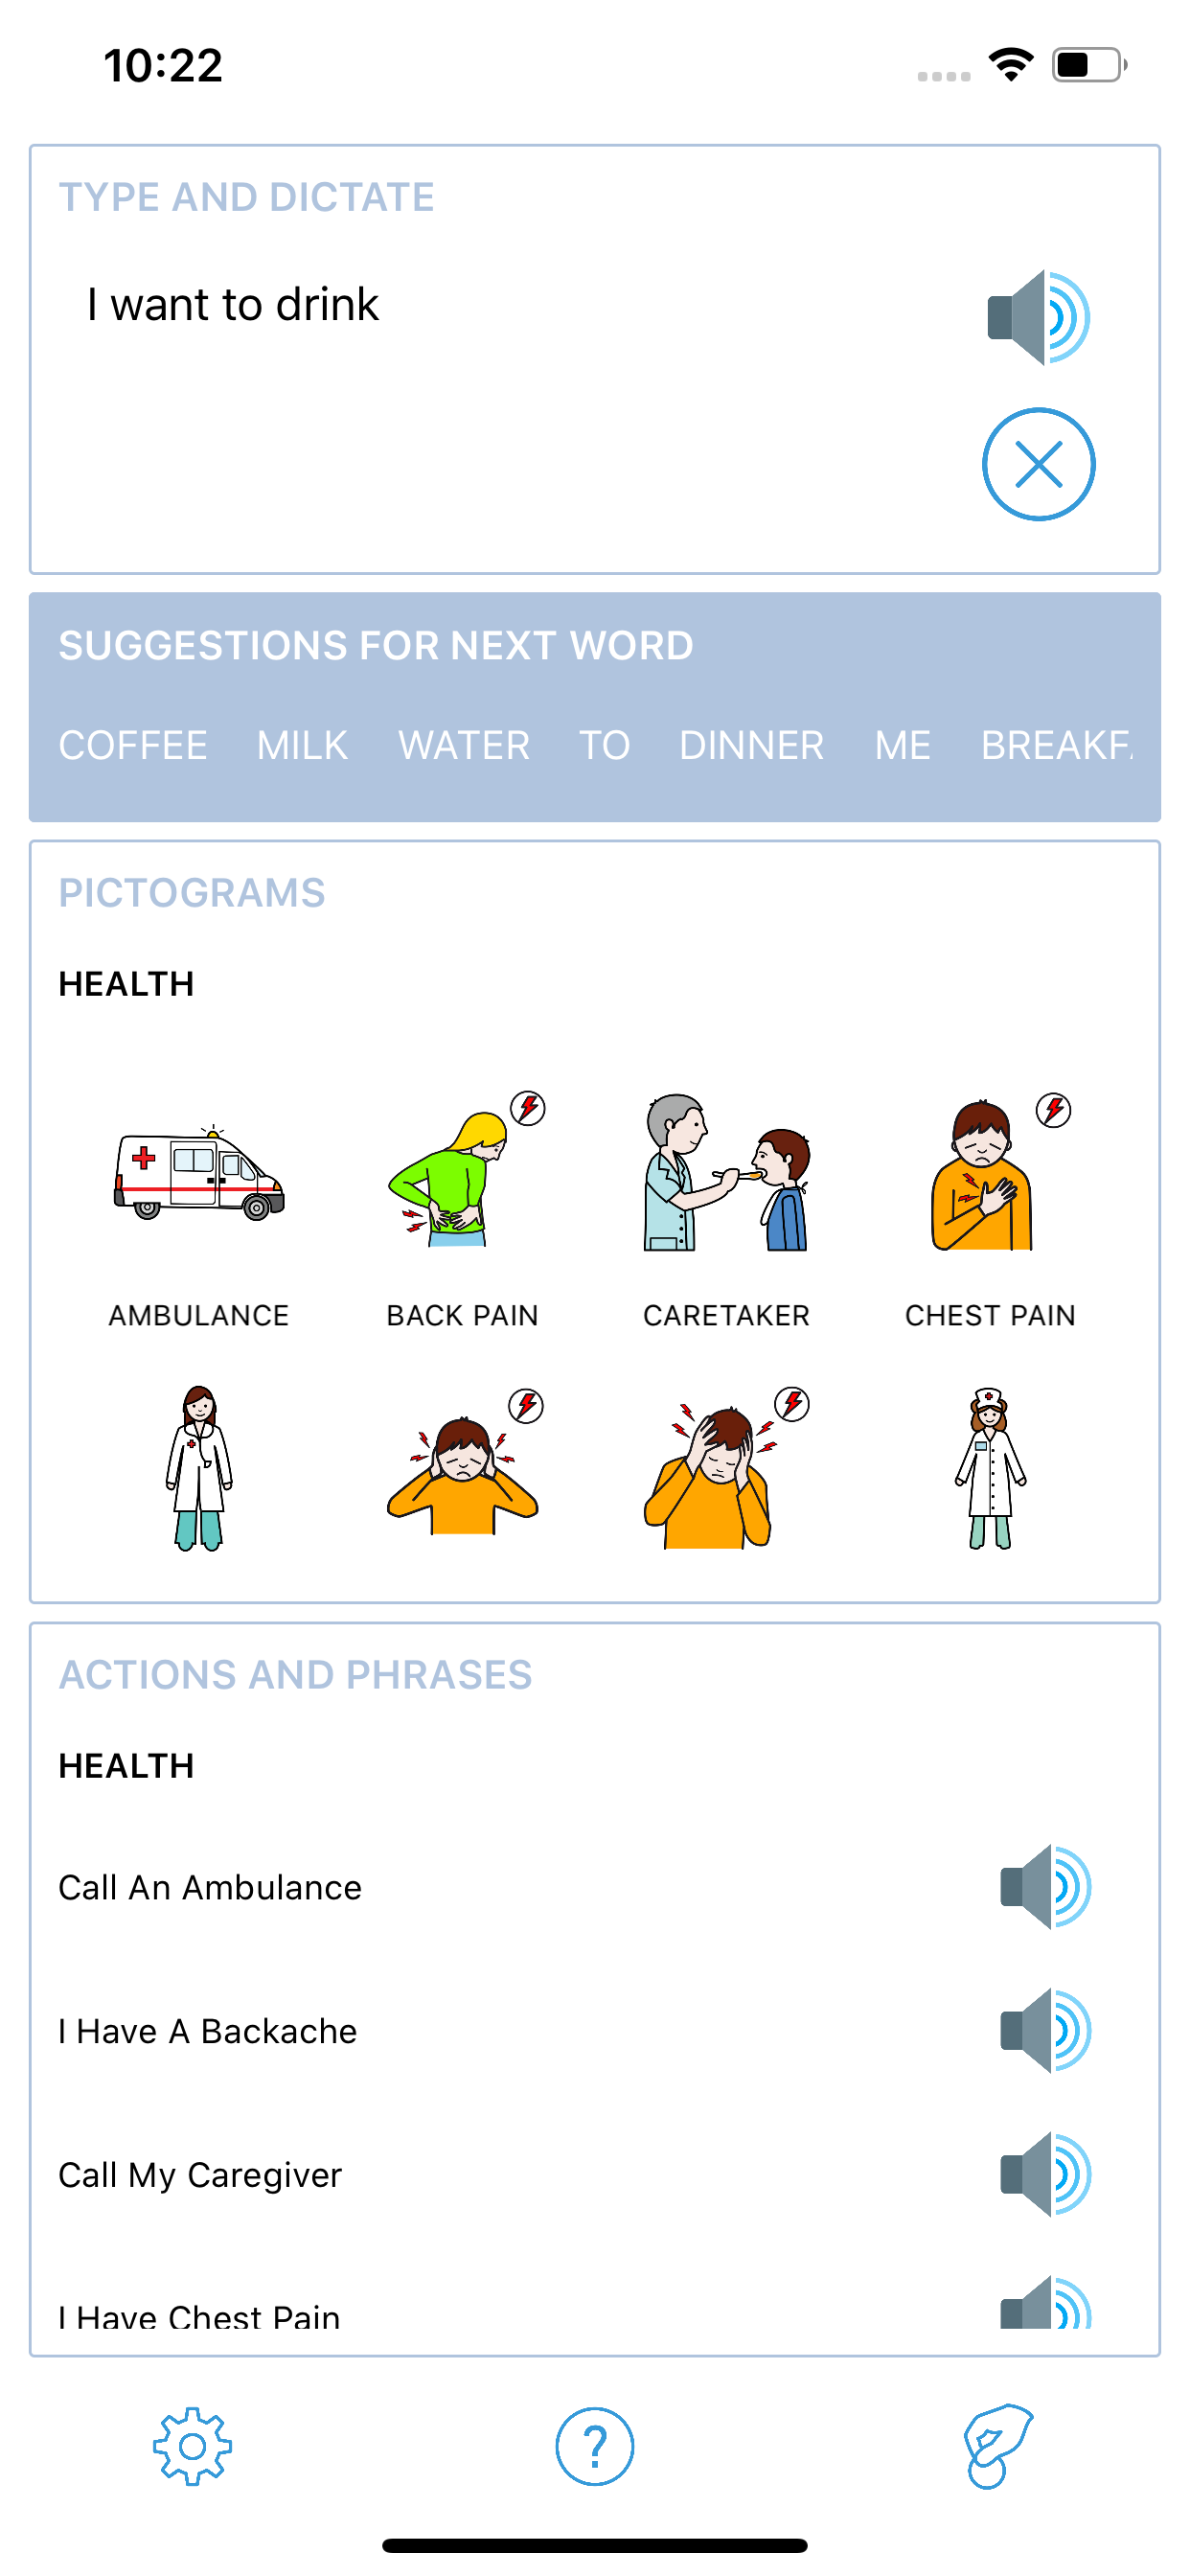 10:22
TYPE AND DICTATE
I want to drink
SUGGESTIONS FOR NEXT WORD
COFFEE MILK WATER TO DINNER ME BREAKF
PICTOGRAMS
HEALTH
AMBULANCE BACK PAIN CARETAKER CHEST PAIN
ACTIONS AND PHRASES
HEALTH
Call An Ambulance
I Have A Backache
Call My Caregiver
I Have Chest Pain
?